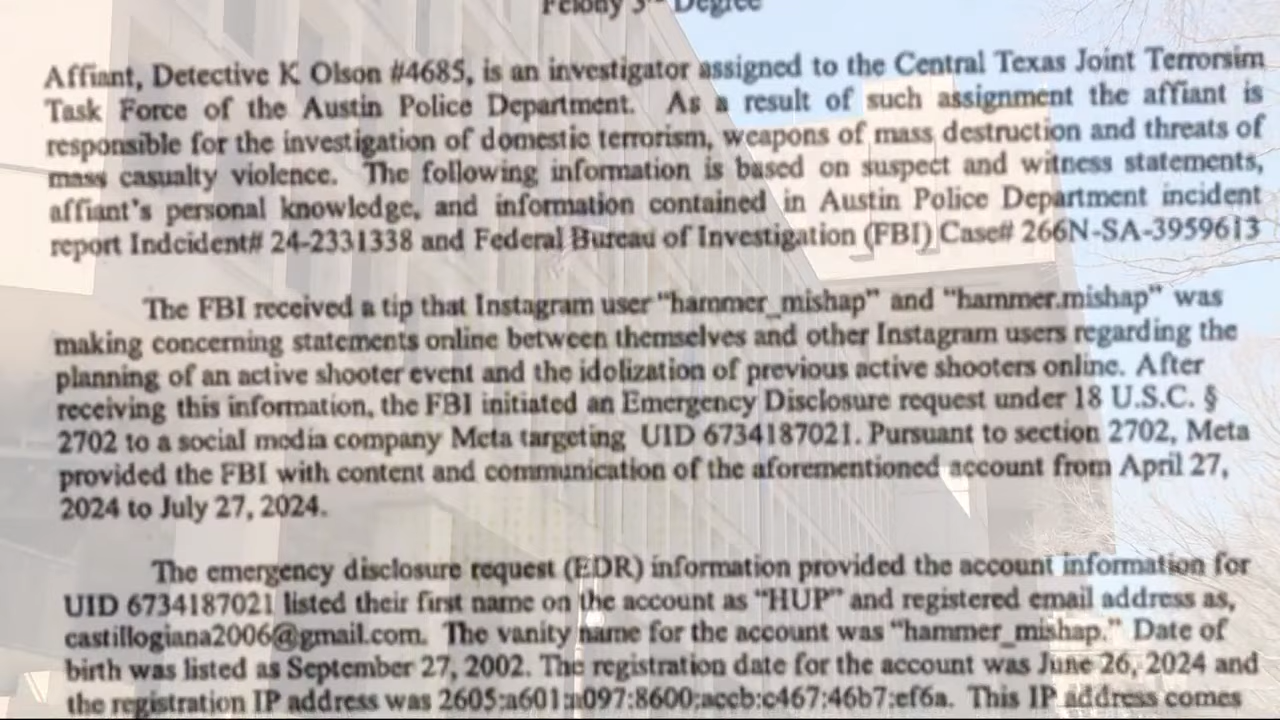 Felony 3rd Degree
Affiant, Detective K Olson #4685, is an investigator assigned to the Central Texas Joint Terrorsim
Task Force of the Austin Police Department. As a result of such assignment the affiant is
responsible for the investigation of domestic terrorism, weapons of mass destruction and threats of
mass casualty violence. The following information is based on suspect and witness statements,
affiant's personal knowledge, and information contained in Austin Police Department incident
report Indcident# 24-2331338 and Federal Bureau of Investigation (FBI) Case# 266N-SA-3959613
The FBI received a tip that Instagram user "hammer_mishap" and "hammer.mishap" was
making concerning statements online between themselves and other Instagram users regarding the
planning of an active shooter event and the idolization of previous active shooters online. After
receiving this information, the FBI initiated an Emergency Disclosure request under 18 U.S.C. §
2702 to a social media company Meta targeting UID 6734187021. Pursuant to section 2702, Meta
provided the FBI with content and communication of the aforementioned account from April 27,
2024 to July 27, 2024.
The emergency disclosure request (EDR) information provided the account information for
UID 6734187021 listed their first name on the account as "HUP" and registered email address as,
castillogiana2006@gmail.com. The vanity name for the account was "hammer_mishap." Date of
birth was listed as September 27, 2002. The registration date for the account was June 26, 2024 and
the registration IP address was 2605:a601:a097:8600:accb:c467:46b7:ef6a. This IP address comes